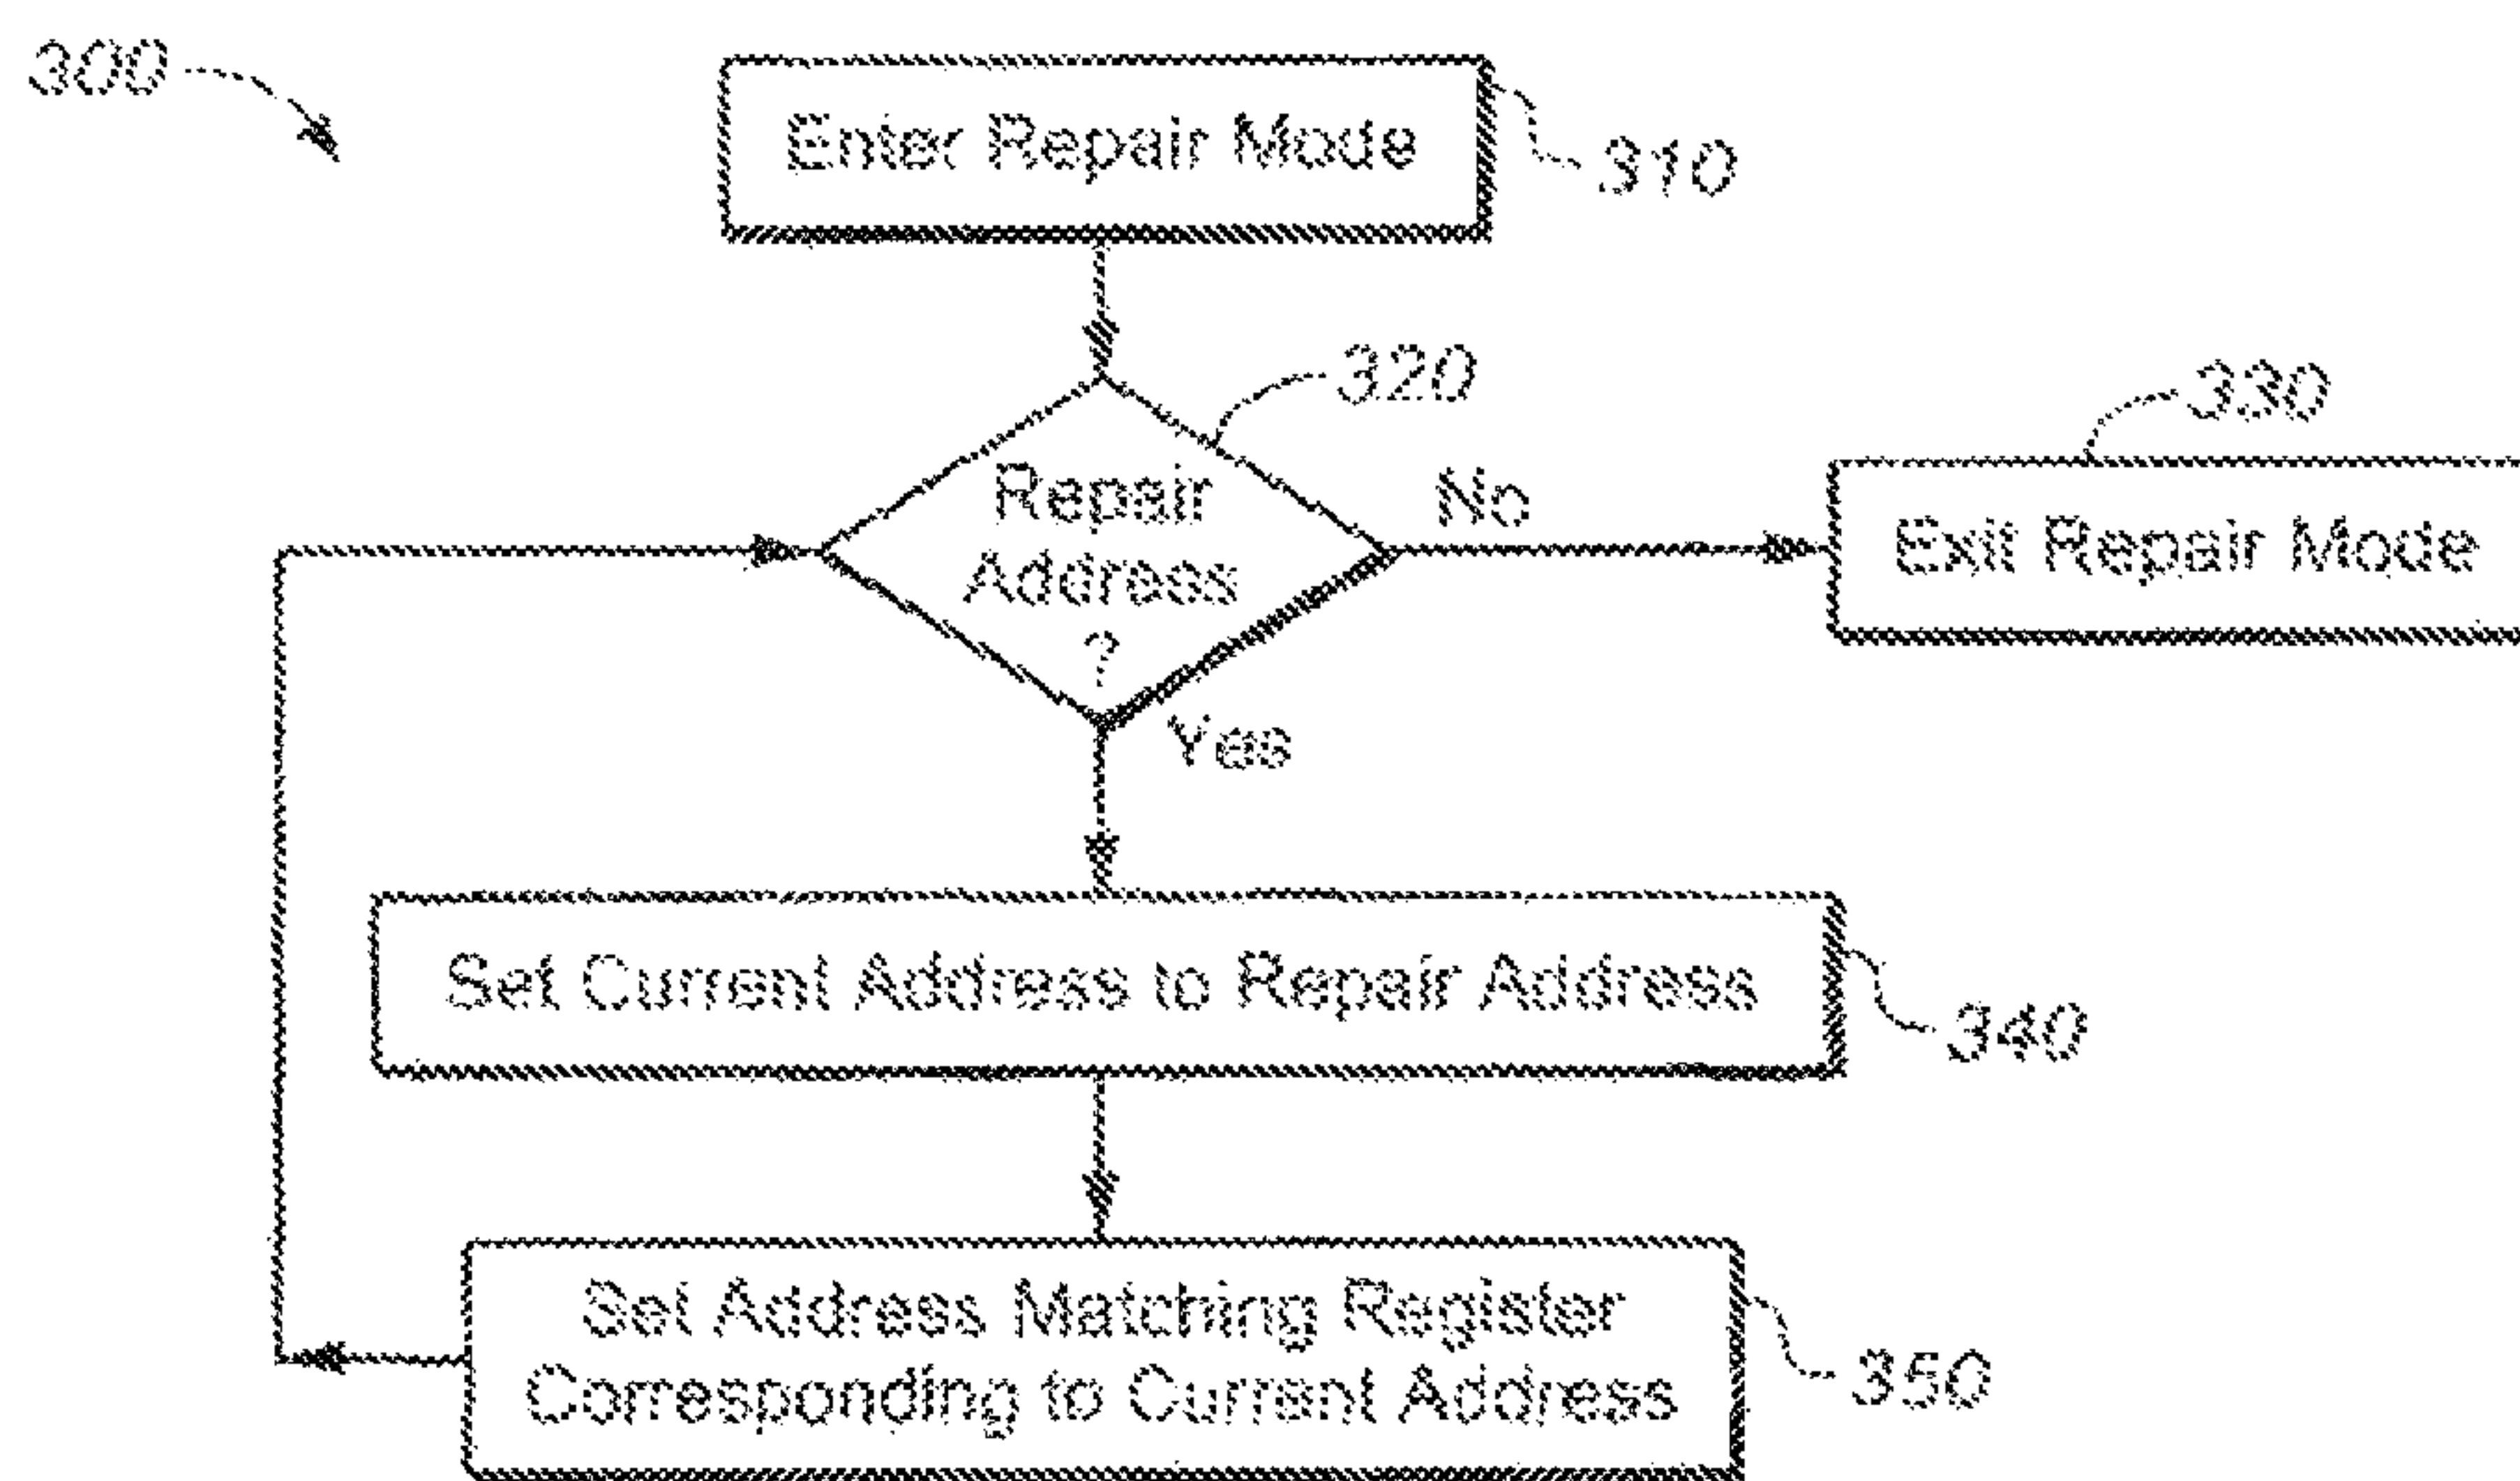 300
Enter Repair Mode
310
320
330
Repair
Address
?
No
Exit Repair Mode
Yes
Set Current Address to Repair Address
340
Set Address Matching Register
Corresponding to Current Address
350